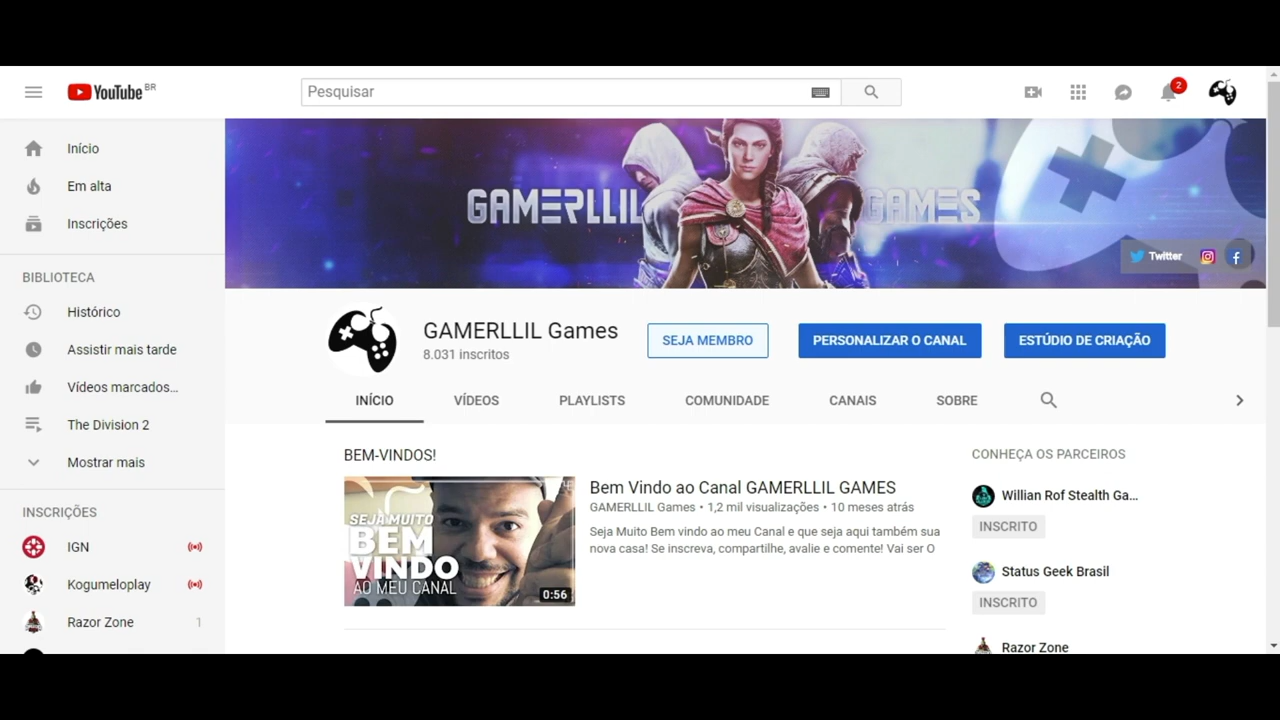 YouTube BR
Pesquisar
2
Início
Em alta
Inscrições
BIBLIOTECA
Histórico
Assistir mais tarde
Vídeos marcados...
The Division 2
Mostrar mais
INSCRIÇÕES
IGN
Kogumeloplay
Razor Zone 1
GAMERLLIL GAMES
Twitter
GAMERLLIL Games
8.031 inscritos
SEJA MEMBRO
PERSONALIZAR O CANAL
ESTÚDIO DE CRIAÇÃO
INÍCIO
VÍDEOS
PLAYLISTS
COMUNIDADE
CANAIS
SOBRE
BEM-VINDOS!
SEJA MUITO
BEM
VINDO
AO MEU CANAL
0:56
Bem Vindo ao Canal GAMERLLIL GAMES
GAMERLLIL Games • 1,2 mil visualizações • 10 meses atrás
Seja Muito Bem vindo ao meu Canal e que seja aqui também sua
nova casa! Se inscreva, compartilhe, avalie e comente! Vai ser O
CONHEÇA OS PARCEIROS
Willian Rof Stealth Ga...
INSCRITO
Status Geek Brasil
INSCRITO
Razor Zone